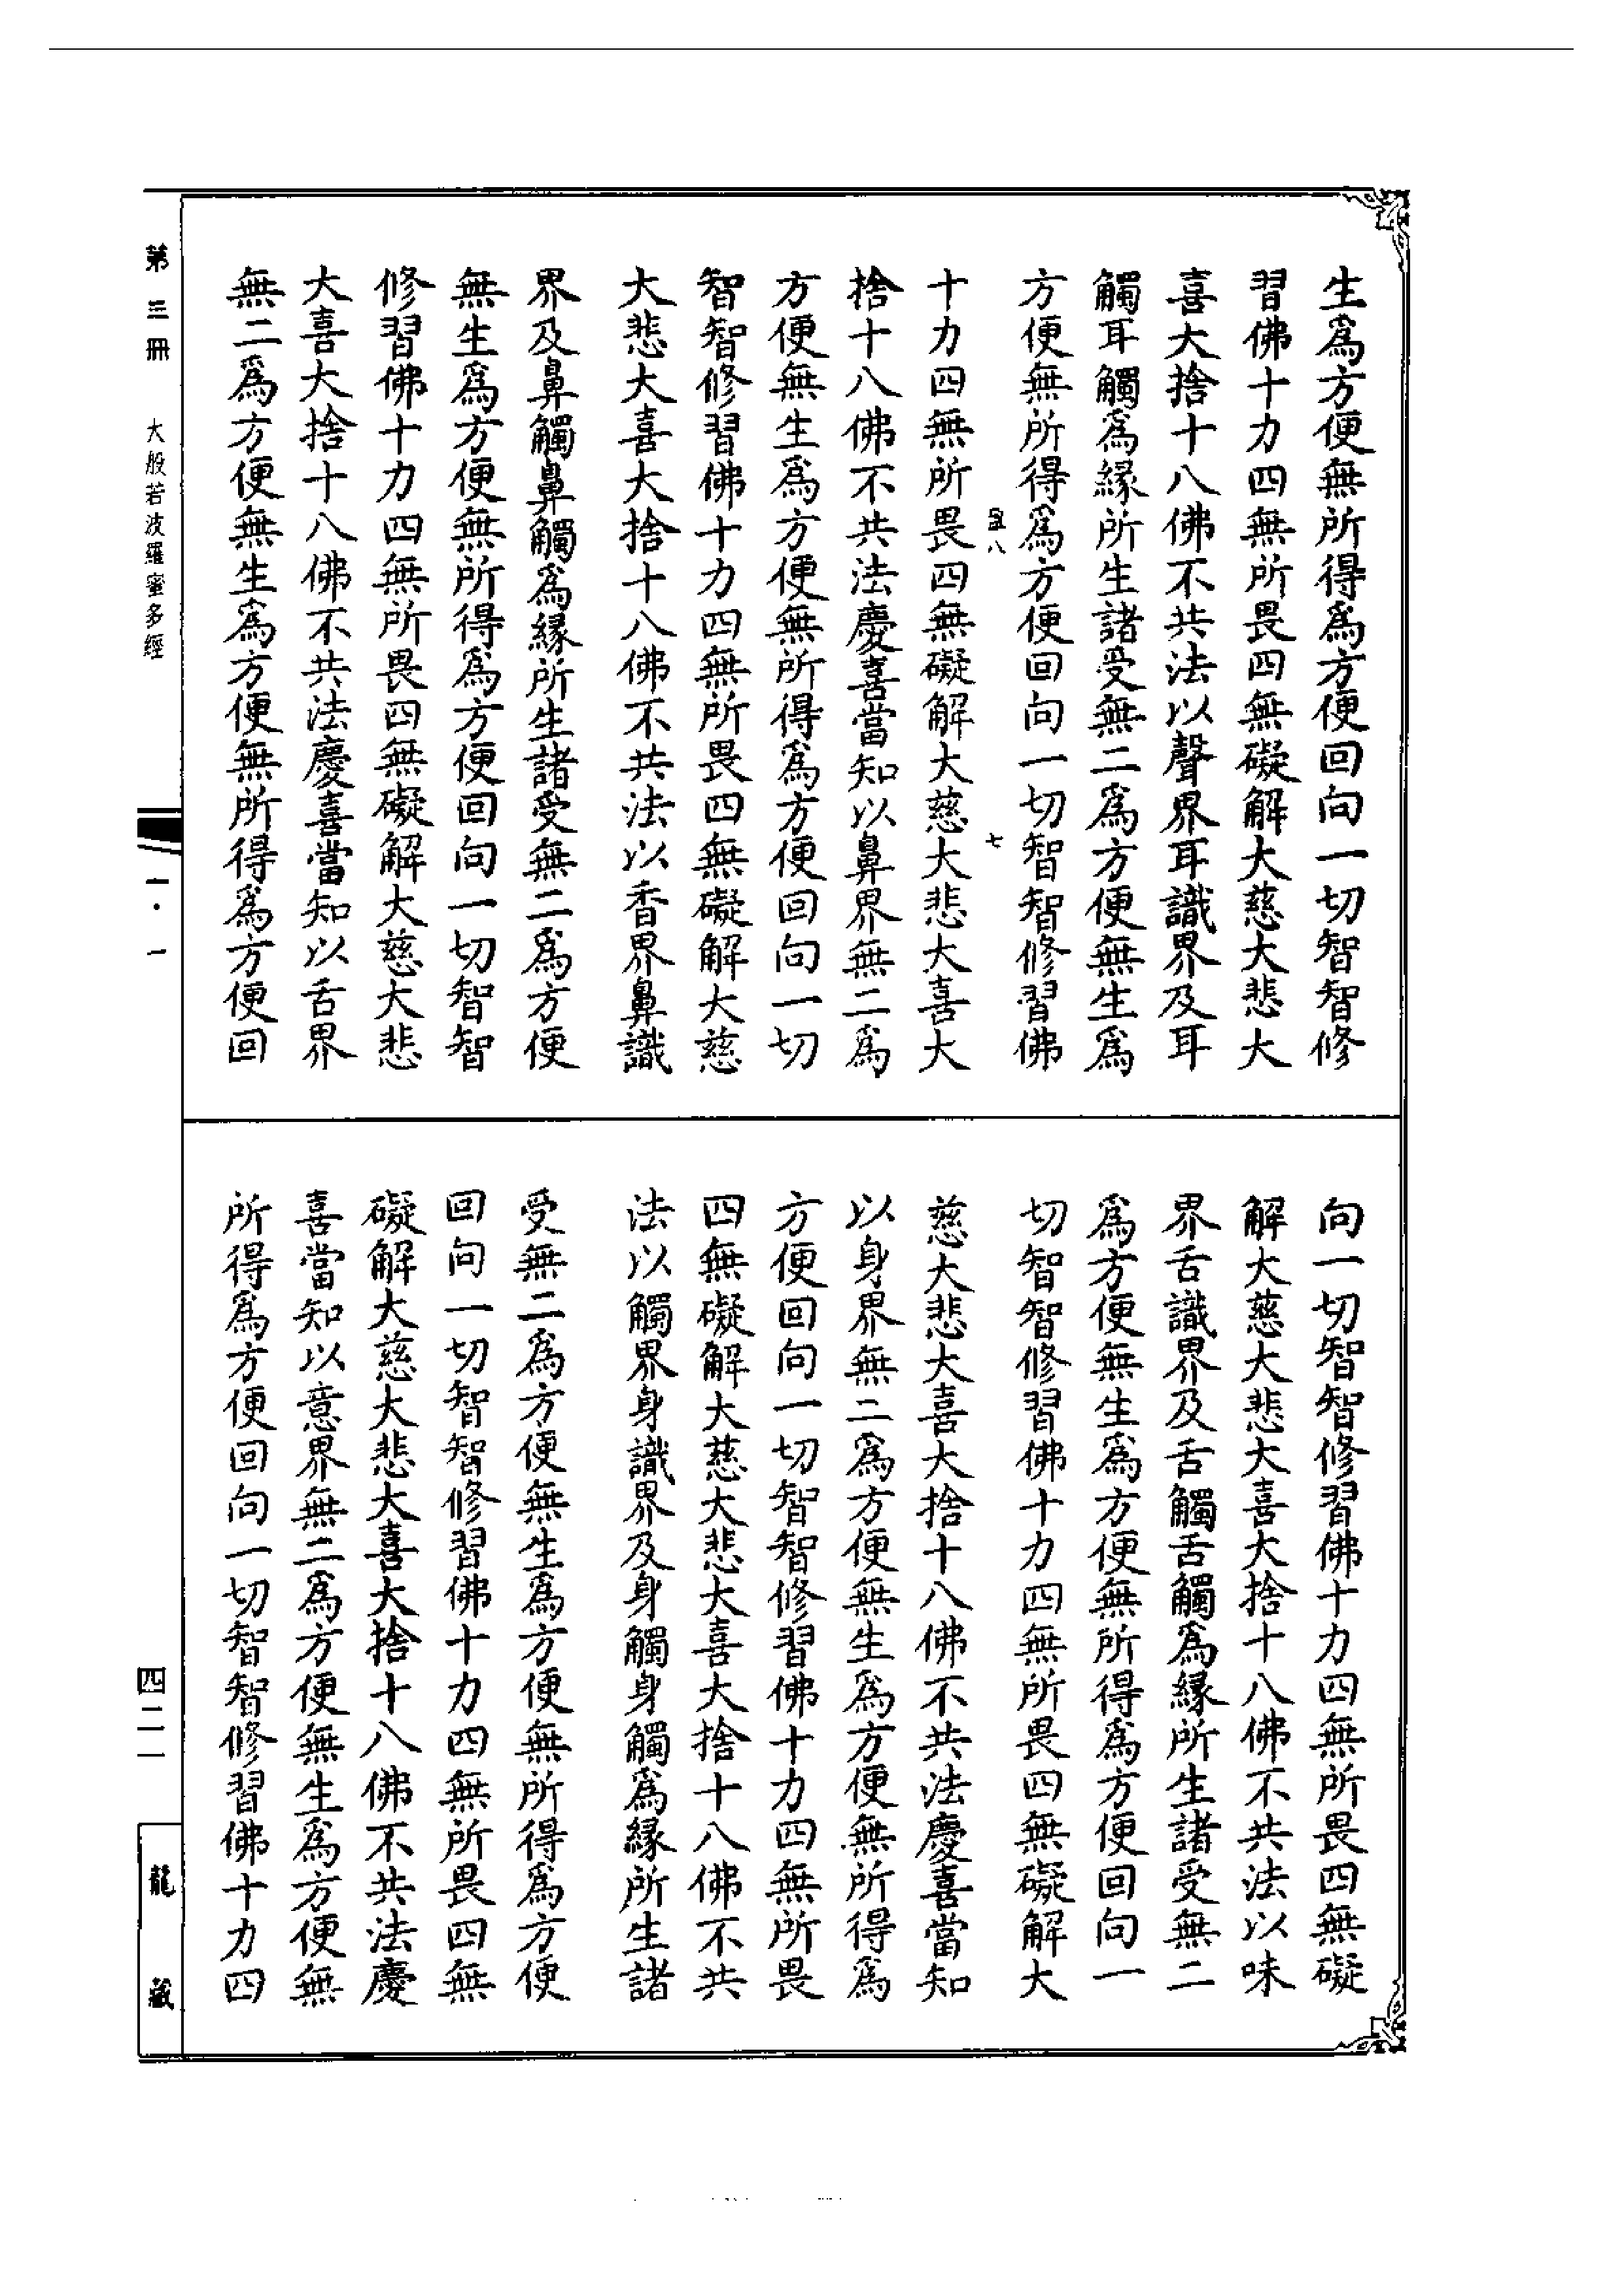 生爲方便無所得爲方便回向一切智智修
習佛十力四無所畏四無礙解大慈大悲大
喜大捨十八佛不共法以聲界耳識界及耳
觸耳觸爲緣所生諸受無二爲方便無生爲
方便無所得爲方便回向一切智智修習佛
八 七
十力四無所畏四無礙解大慈大悲大喜大
捨十八佛不共法慶喜當知以鼻界無二爲
方便無生爲方便無所得爲方便回向一切
智智修習佛十力四無所畏四無礙解大慈
大悲大喜大捨十八佛不共法以香界鼻識
界及鼻觸鼻觸爲緣所生諸受無二爲方便
無生爲方便無所得爲方便回向一切智智
修習佛十力四無所畏四無礙解大慈大悲
大喜大捨十八佛不共法慶喜當知以舌界
無二爲方便無生爲方便無所得爲方便回
向一切智智修習佛十力四無所畏四無礙
解大慈大悲大喜大捨十八佛不共法以味
界舌識界及舌觸舌觸爲緣所生諸受無二
爲方便無生爲方便無所得爲方便回向一
切智智修習佛十力四無所畏四無礙解大
慈大悲大喜大捨十八佛不共法慶喜當知
以身界無二爲方便無生爲方便無所得爲
方便回向一切智智修習佛十力四無所畏
四無礙解大慈大悲大喜大捨十八佛不共
法以觸界身識界及身觸身觸爲緣所生諸
受無二爲方便無生爲方便無所得爲方便
回向一切智智修習佛十力四無所畏四無
礙解大慈大悲大喜大捨十八佛不共法慶
喜當知以意界無二爲方便無生爲方便無
所得爲方便回向一切智智修習佛十力四
第三冊 大般若波羅蜜多經 一·一 四二一 龍藏